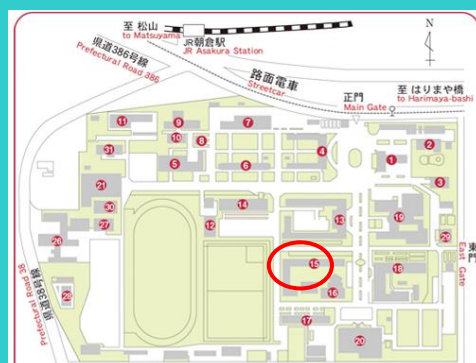 至 松山
to Matsuyama
JR朝倉駅
JR Asakura Station
N
県道386号線
Prefectural Road 386
路面電車
Streetcar
正門
Main Gate
至 はりまや橋
to Harimaya-bashi
11
9
7
10
8
4
2
31
5
6
1
3
21
30
14
27
12
13
19
26
29
東門
East Gate
15
18
28
16
県道38号線
Prefectural Road 38
17
20